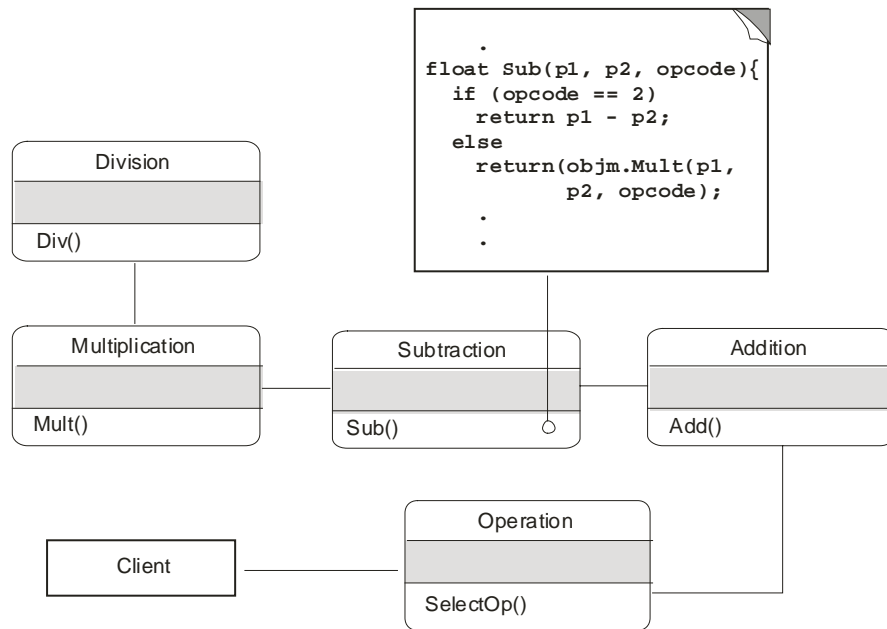 .
float Sub(p1, p2, opcode){
if (opcode == 2)
return p1 - p2;
else
return(objm.Mult(p1,
p2, opcode);
.
.
Division
Div()
Multiplication
Mult()
Subtraction
Sub()
Addition
Add()
Operation
SelectOp()
Client